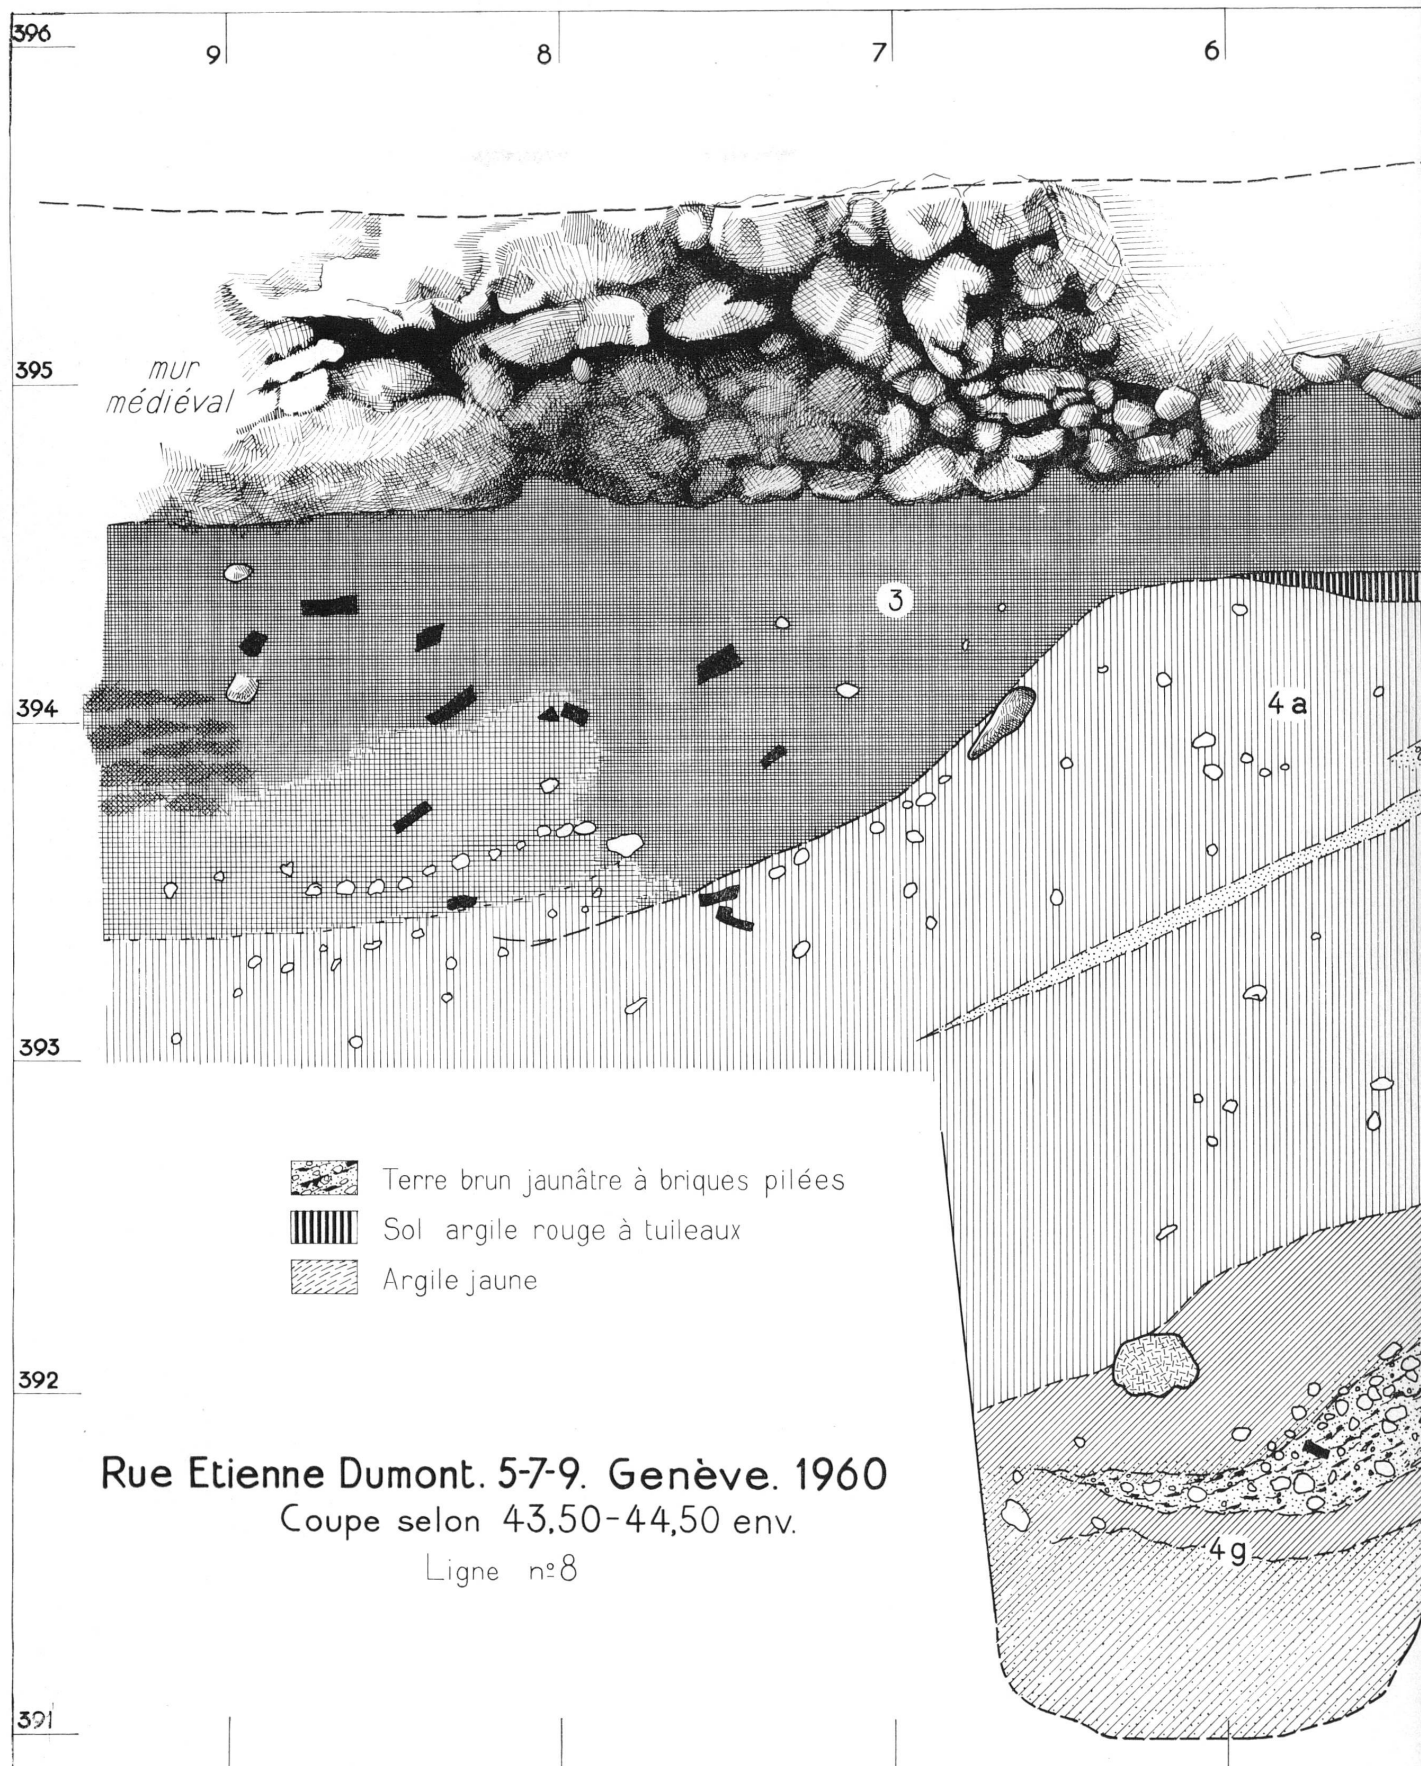 396
9 8 7 6
395
mur
médiéval
3
394
4a
393
Terre brun jaunâtre à briques pilées
Sol argile rouge à tuileaux
Argile jaune
392
Rue Etienne Dumont. 5-7-9. Genève. 1960
Coupe selon 43,50-44,50 env.
Ligne nº8
4g
391